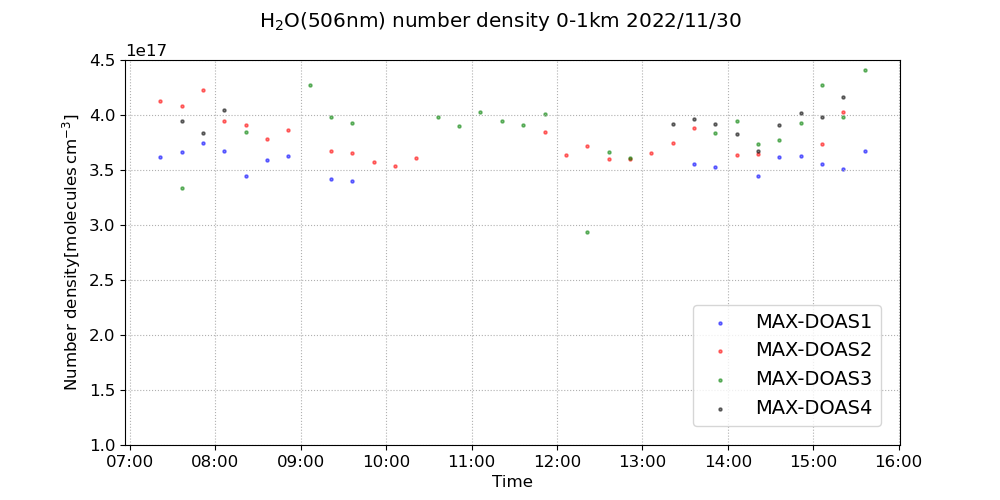 H₂O(506nm) number density 0-1km 2022/11/30
1e17
4.5
4.0
3.5
3.0
2.5
2.0
1.5
1.0
Number density[molecules cm⁻³]
MAX-DOAS1
MAX-DOAS2
MAX-DOAS3
MAX-DOAS4
07:00 08:00 09:00 10:00 11:00 12:00 13:00 14:00 15:00 16:00
Time